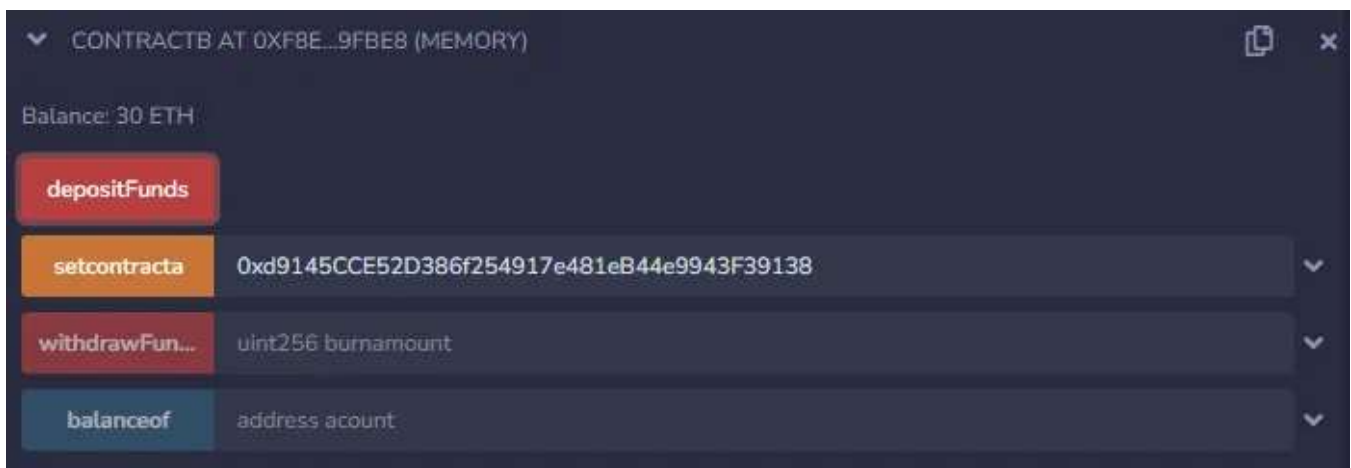 CONTRACTB AT 0XF8E...9FBE8 (MEMORY)
Balance: 30 ETH
depositFunds
setcontracta 0xd9145CCE52D386f254917e481eB44e9943F39138
withdrawFun... uint256 burnamount
balanceof address acount